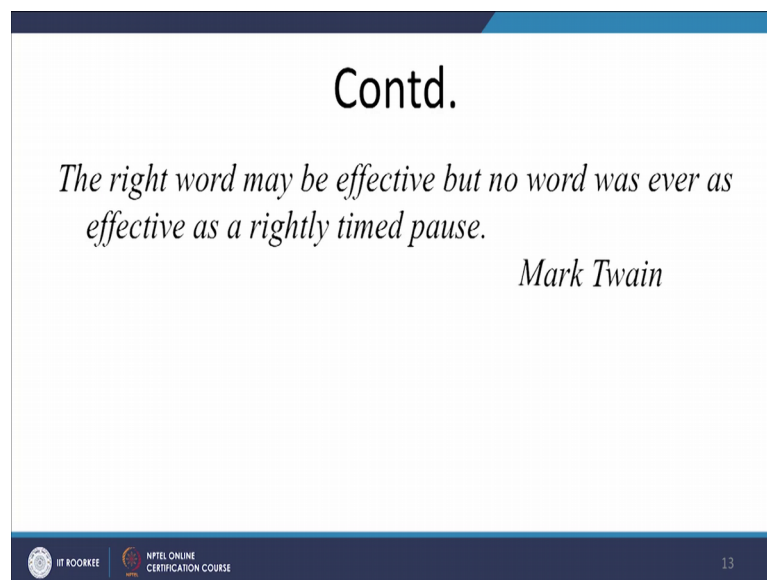 Contd.
The right word may be effective but no word was ever as
effective as a rightly timed pause.
Mark Twain
IIT ROORKEE
NPTEL ONLINE
CERTIFICATION COURSE
13